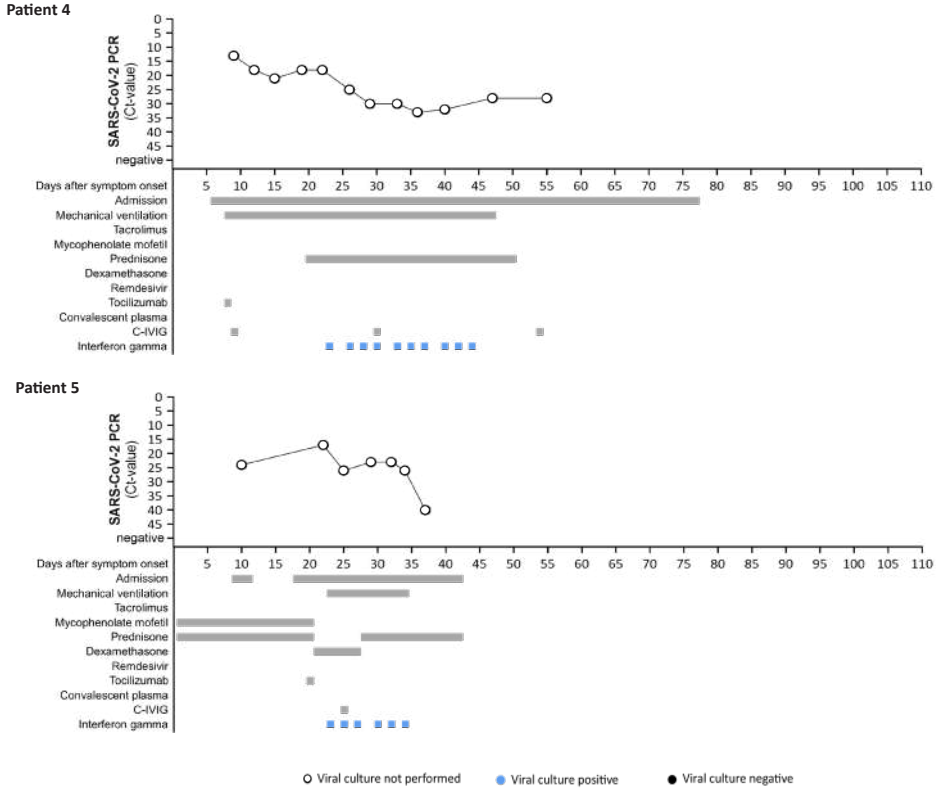 Patient 4
SARS-CoV-2 PCR
(Ct-value)
0
5
10
15
20
25
30
35
40
45
negative
Days after symptom onset 5 10 15 20 25 30 35 40 45 50 55 60 65 70 75 80 85 90 95 100 105 110
Admission
Mechanical ventilation
Tacrolimus
Mycophenolate mofetil
Prednisone
Dexamethasone
Remdesivir
Tocilizumab
Convalescent plasma
C-IVIG
Interferon gamma
Patient 5
SARS-CoV-2 PCR
(Ct-value)
0
5
10
15
20
25
30
35
40
45
negative
Days after symptom onset 5 10 15 20 25 30 35 40 45 50 55 60 65 70 75 80 85 90 95 100 105 110
Admission
Mechanical ventilation
Tacrolimus
Mycophenolate mofetil
Prednisone
Dexamethasone
Remdesivir
Tocilizumab
Convalescent plasma
C-IVIG
Interferon gamma
Viral culture not performed Viral culture positive Viral culture negative